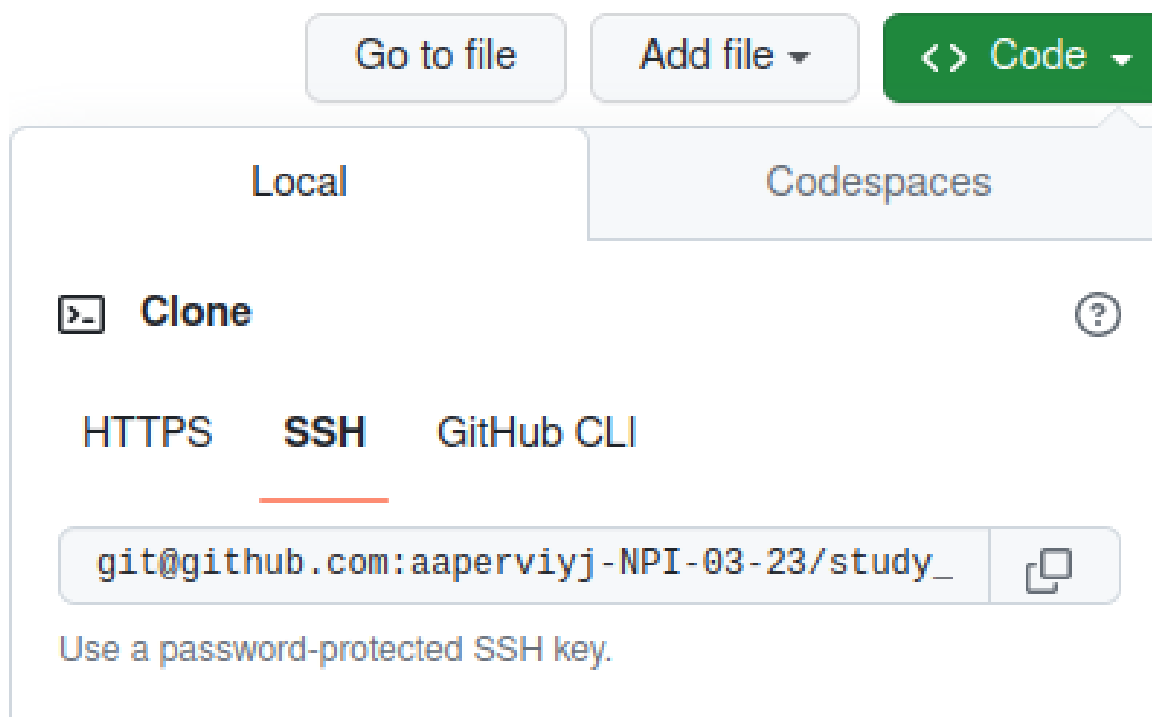 Go to file Add file <> Code
Local Codespaces
Clone
HTTPS SSH GitHub CLI
git@github.com:aaperviyj-NPI-03-23/study_
Use a password-protected SSH key.